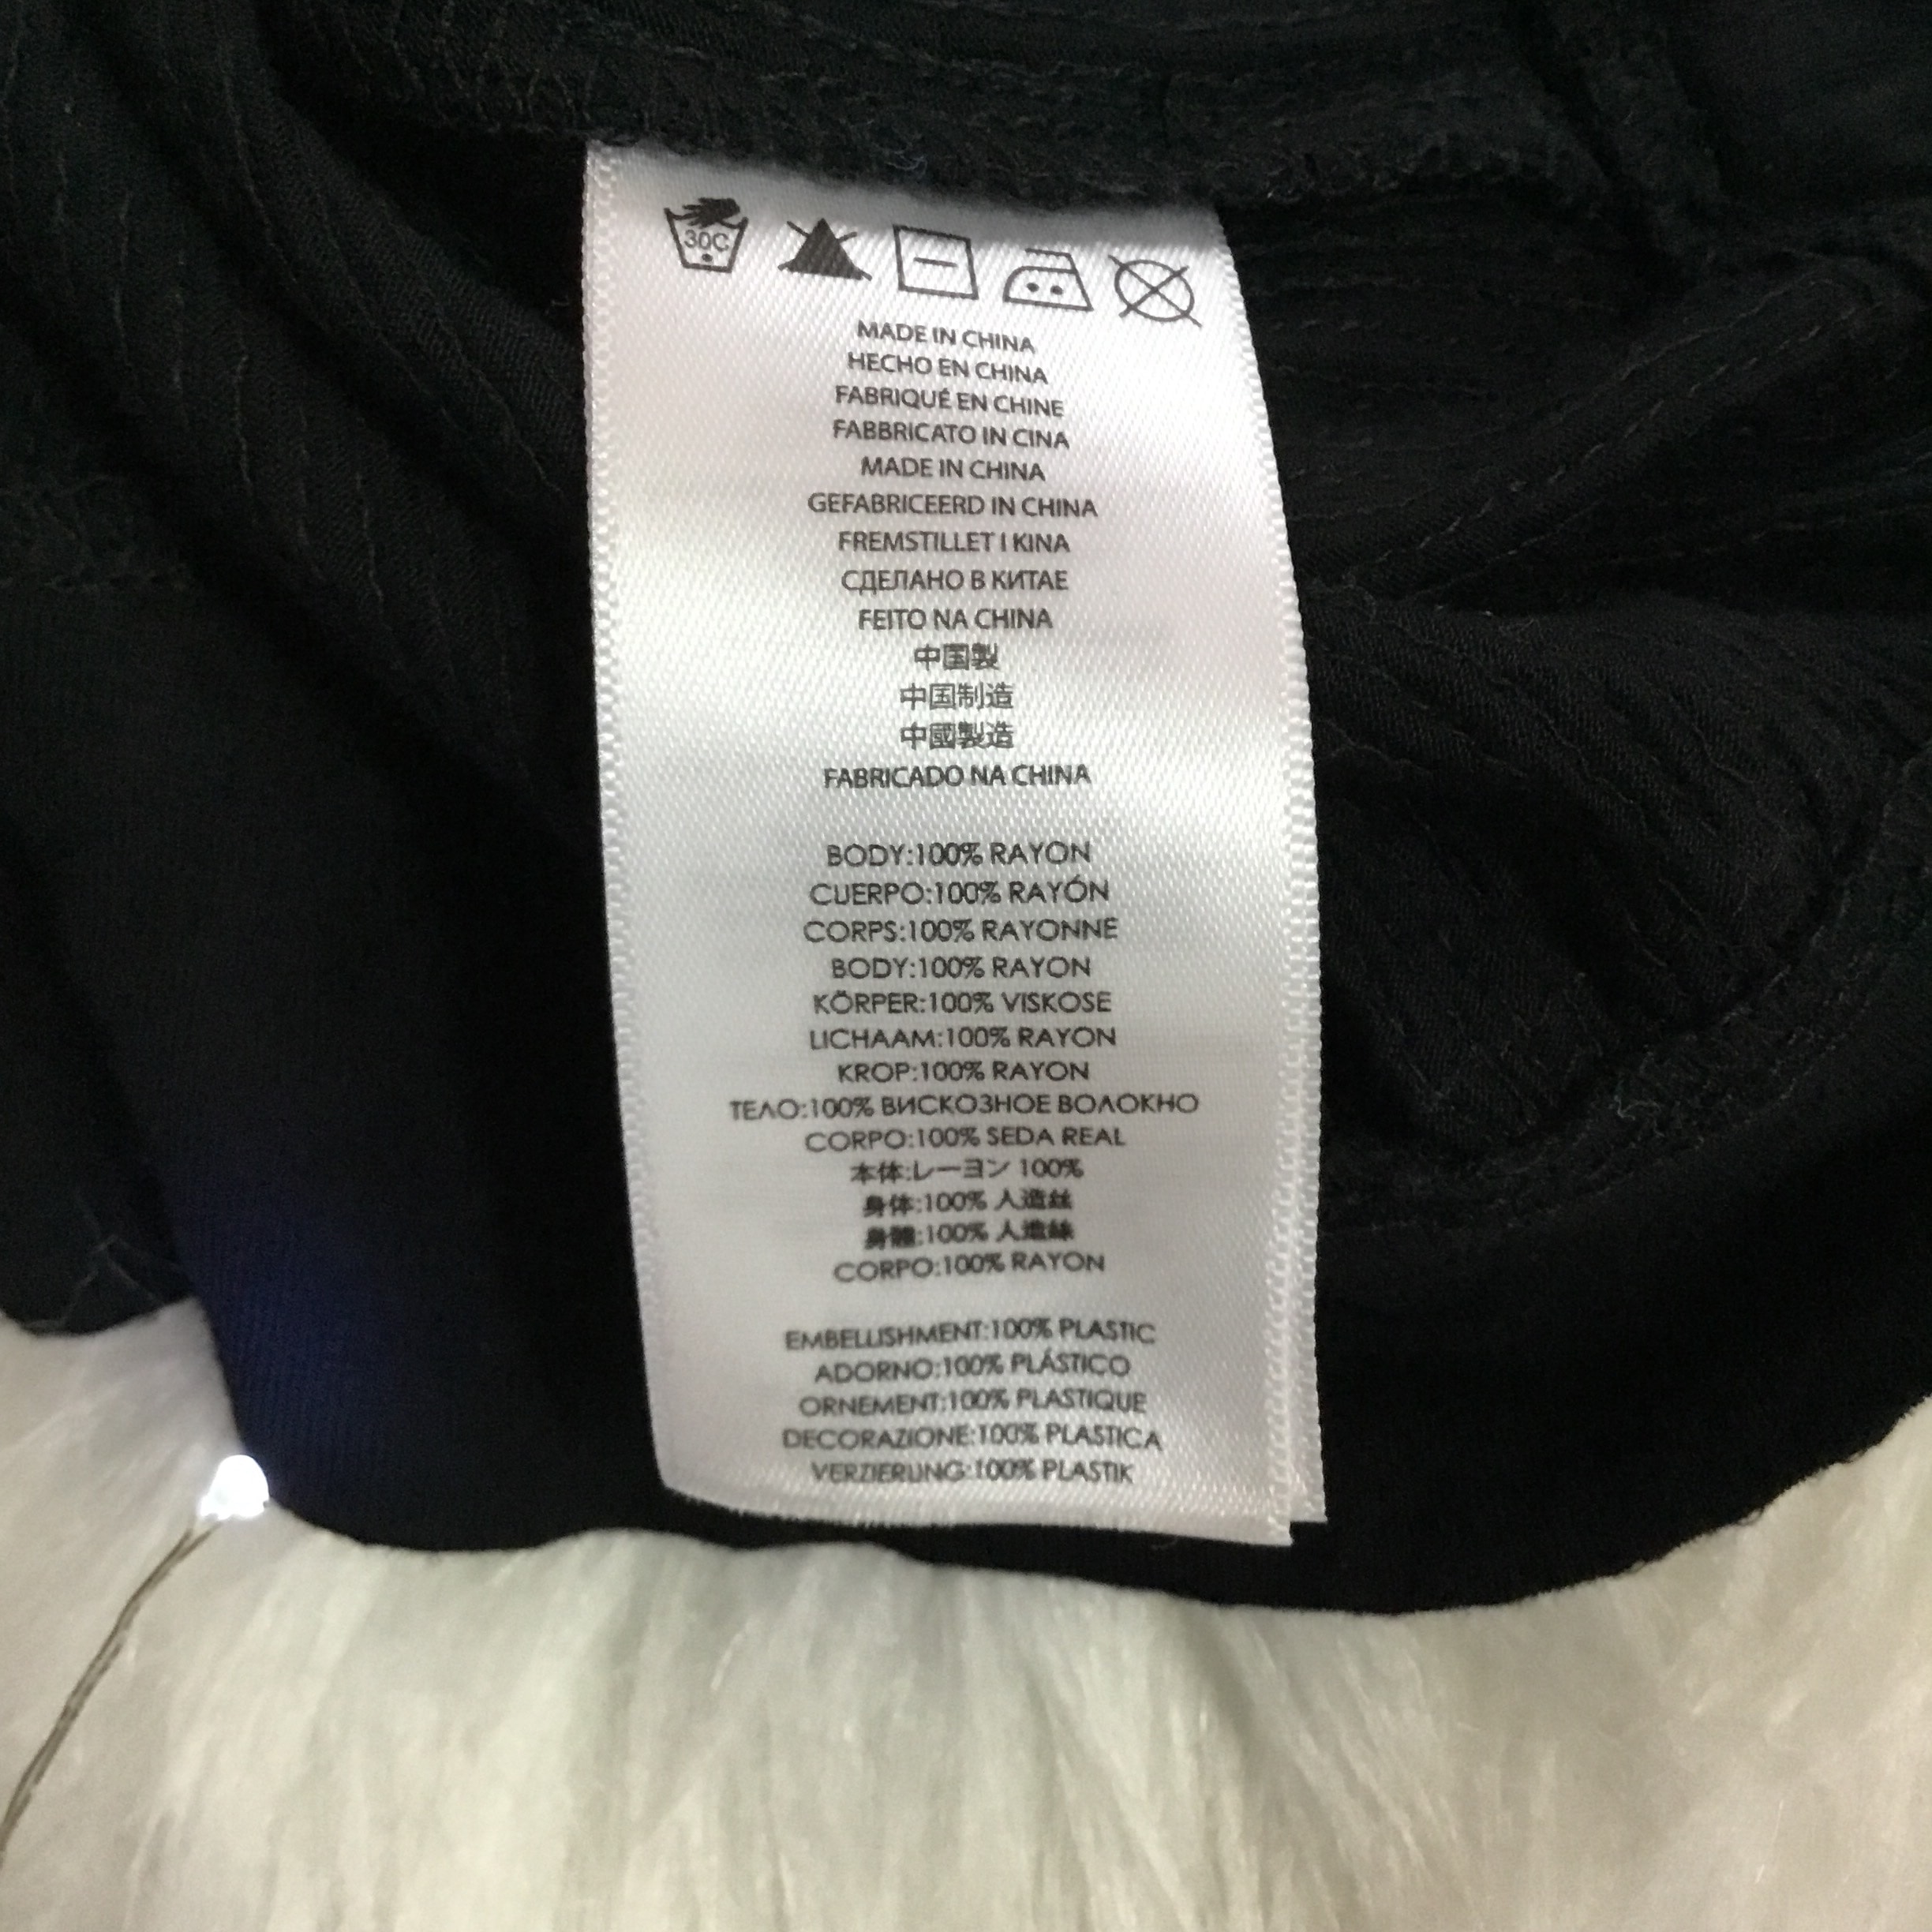 30C
MADE IN CHINA
HECHO EN CHINA
FABRIQUÉ EN CHINE
FABBRICATO IN CINA
MADE IN CHINA
GEFABRICEERD IN CHINA
FREMSTILLET I KINA
СДЕЛАНО В КИТАЕ
FEITO NA CHINA
中国製
中国制造
中國製造
FABRICADO NA CHINA
BODY:100% RAYON
CUERPO:100% RAYÓN
CORPS:100% RAYONNE
BODY:100% RAYON
KÖRPER:100% VISKOSE
LICHAAM:100% RAYON
KROP:100% RAYON
ТЕЛО:100% ВИСКОЗНОЕ ВОЛОКНО
CORPO:100% SEDA REAL
本体:レーヨン 100%
身体:100% 人造丝
身體:100% 人造絲
CORPO:100% RAYON
EMBELLISHMENT:100% PLASTIC
ADORNO:100% PLÁSTICO
ORNEMENT:100% PLASTIQUE
DECORAZIONE:100% PLASTICA
VERZIERUNG:100% PLASTIK